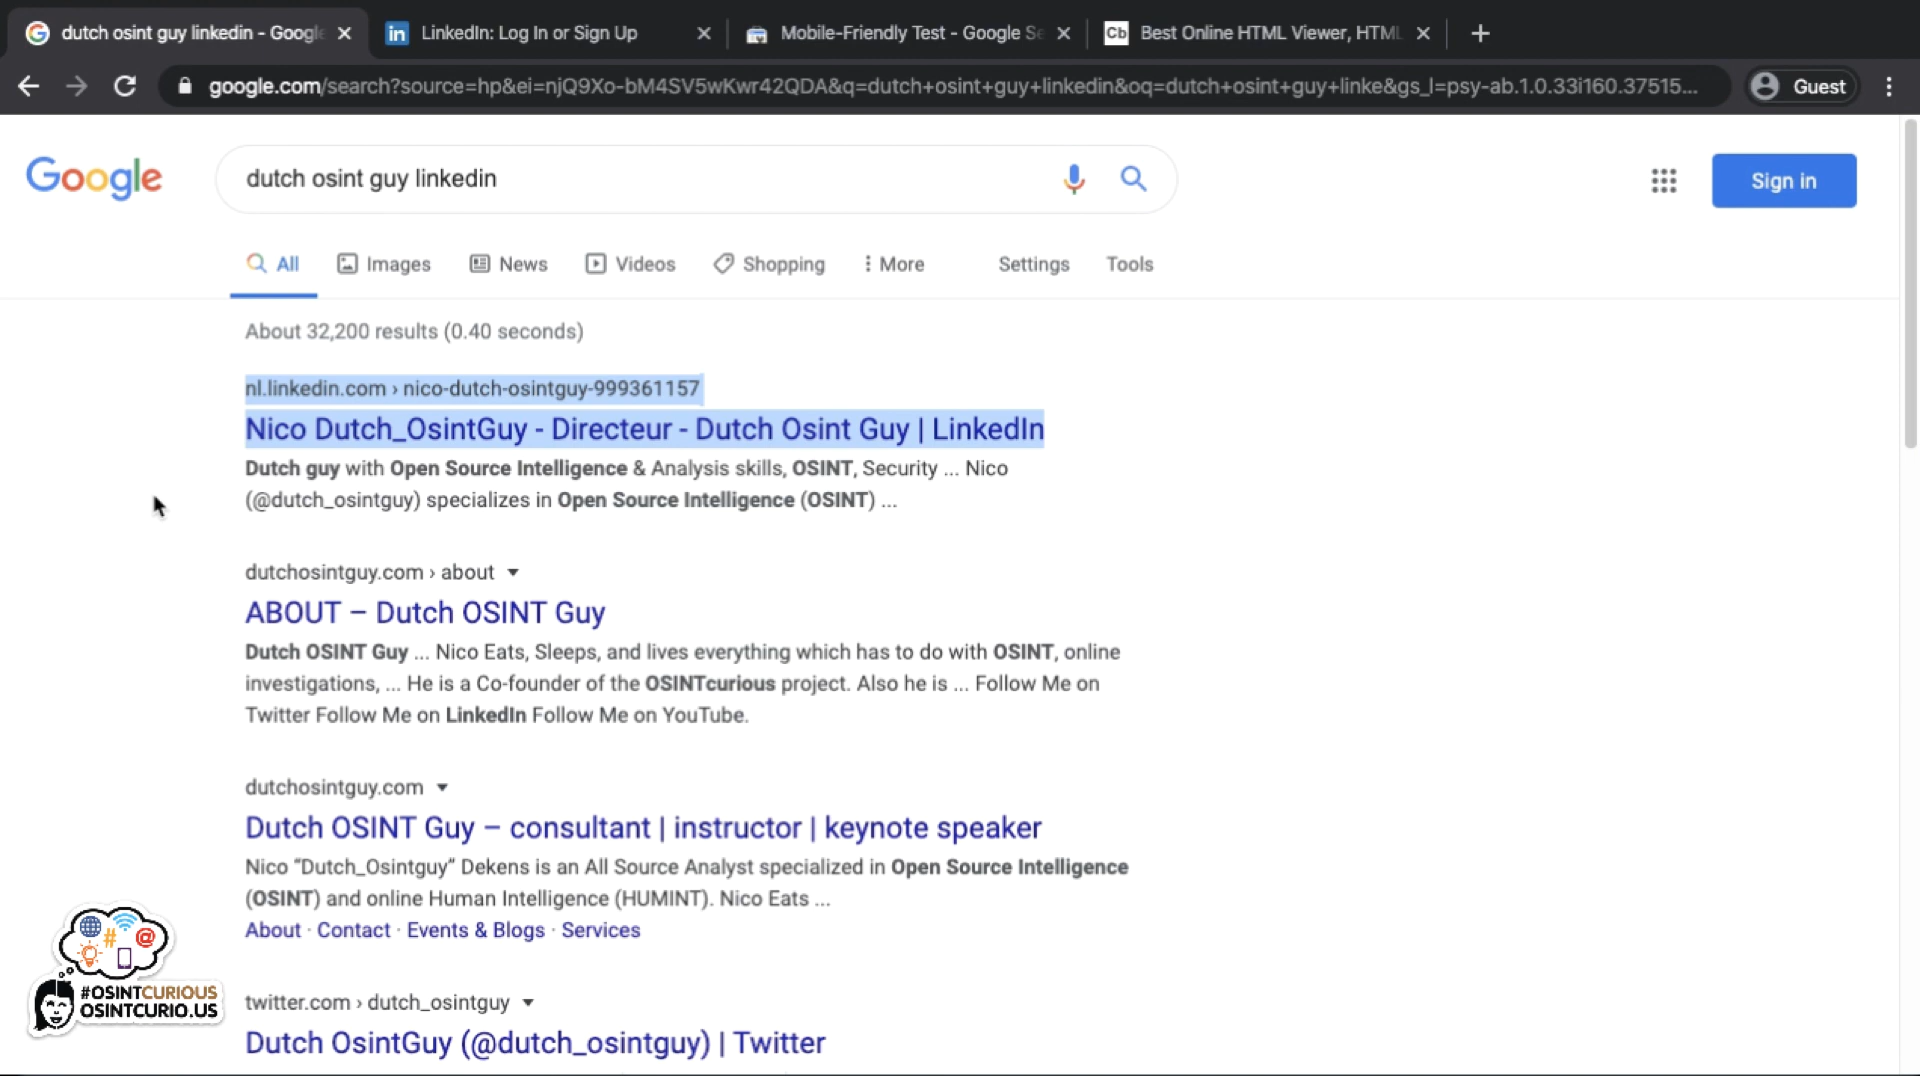 dutch osint guy linkedin - Google
LinkedIn: Log In or Sign Up
Mobile-Friendly Test - Google Se
Best Online HTML Viewer, HTML
google.com/search?source=hp&ei=njQ9Xo-bM4SV5wKwr42QDA&q=dutch+osint+guy+linkedin&oq=dutch+osint+guy+linke&gs_l=psy-ab.1.0.33i160.37515...
Guest
Google
dutch osint guy linkedin
Sign in
All
Images
News
Videos
Shopping
More
Settings
Tools
About 32,200 results (0.40 seconds)
nl.linkedin.com › nico-dutch-osintguy-999361157
Nico Dutch_OsintGuy - Directeur - Dutch Osint Guy | LinkedIn
Dutch guy with Open Source Intelligence & Analysis skills, OSINT, Security ... Nico
(@dutch_osintguy) specializes in Open Source Intelligence (OSINT) ...
dutchosintguy.com › about
ABOUT – Dutch OSINT Guy
Dutch OSINT Guy ... Nico Eats, Sleeps, and lives everything which has to do with OSINT, online
investigations, ... He is a Co-founder of the OSINTcurious project. Also he is ... Follow Me on
Twitter Follow Me on LinkedIn Follow Me on YouTube.
dutchosintguy.com
Dutch OSINT Guy – consultant | instructor | keynote speaker
Nico “Dutch_Osintguy” Dekens is an All Source Analyst specialized in Open Source Intelligence
(OSINT) and online Human Intelligence (HUMINT). Nico Eats ...
About · Contact · Events & Blogs · Services
twitter.com › dutch_osintguy
Dutch OsintGuy (@dutch_osintguy) | Twitter
#OSINTCURIOUS
OSINTCURIO.US